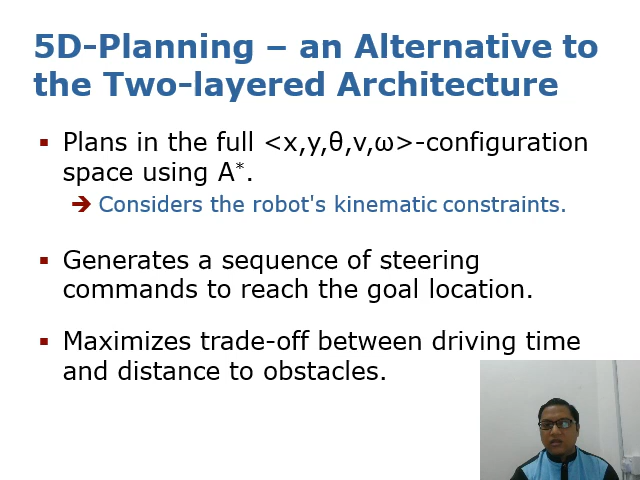 5D-Planning – an Alternative to
the Two-layered Architecture
▪ Plans in the full <x,y,θ,v,ω>-configuration
space using A*.
➔ Considers the robot's kinematic constraints.
▪ Generates a sequence of steering
commands to reach the goal location.
▪ Maximizes trade-off between driving time
and distance to obstacles.